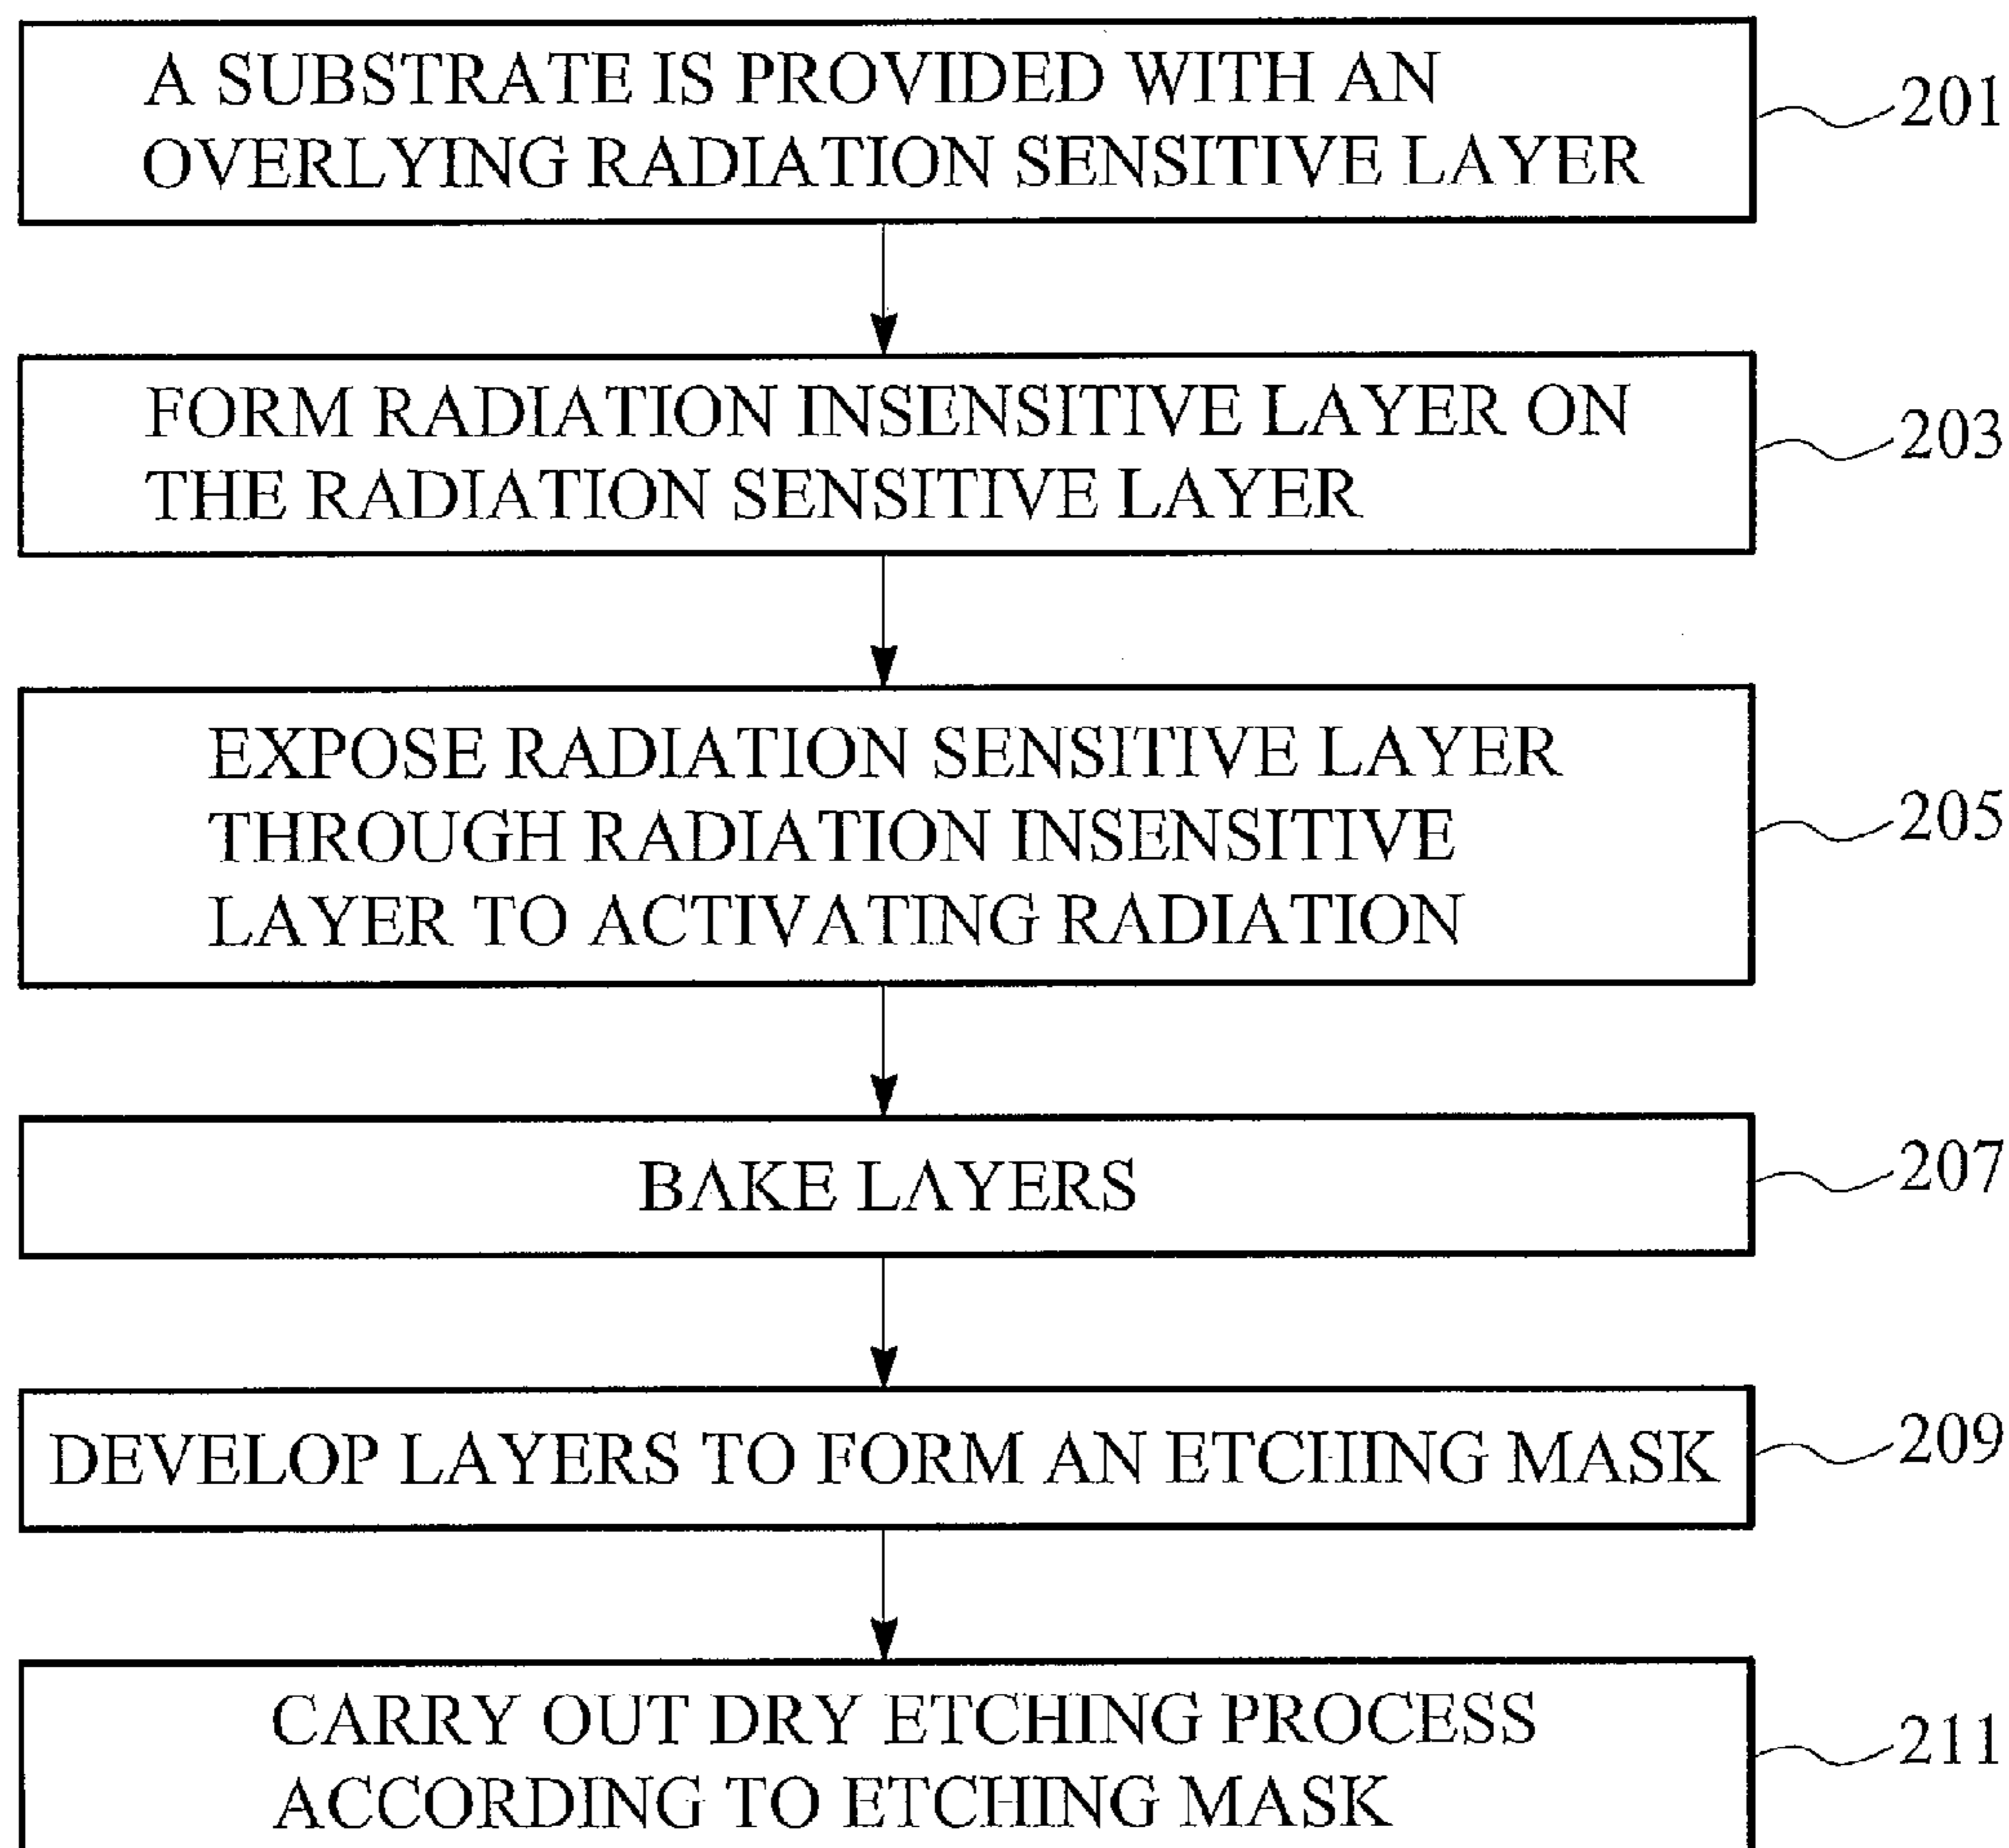 A SUBSTRATE IS PROVIDED WITH AN
OVERLYING RADIATION SENSITIVE LAYER
201
FORM RADIATION INSENSITIVE LAYER ON
THE RADIATION SENSITIVE LAYER
203
EXPOSE RADIATION SENSITIVE LAYER
THROUGH RADIATION INSENSITIVE
LAYER TO ACTIVATING RADIATION
205
BAKE LAYERS
207
DEVELOP LAYERS TO FORM AN ETCHING MASK
209
CARRY OUT DRY ETCHING PROCESS
ACCORDING TO ETCHING MASK
211